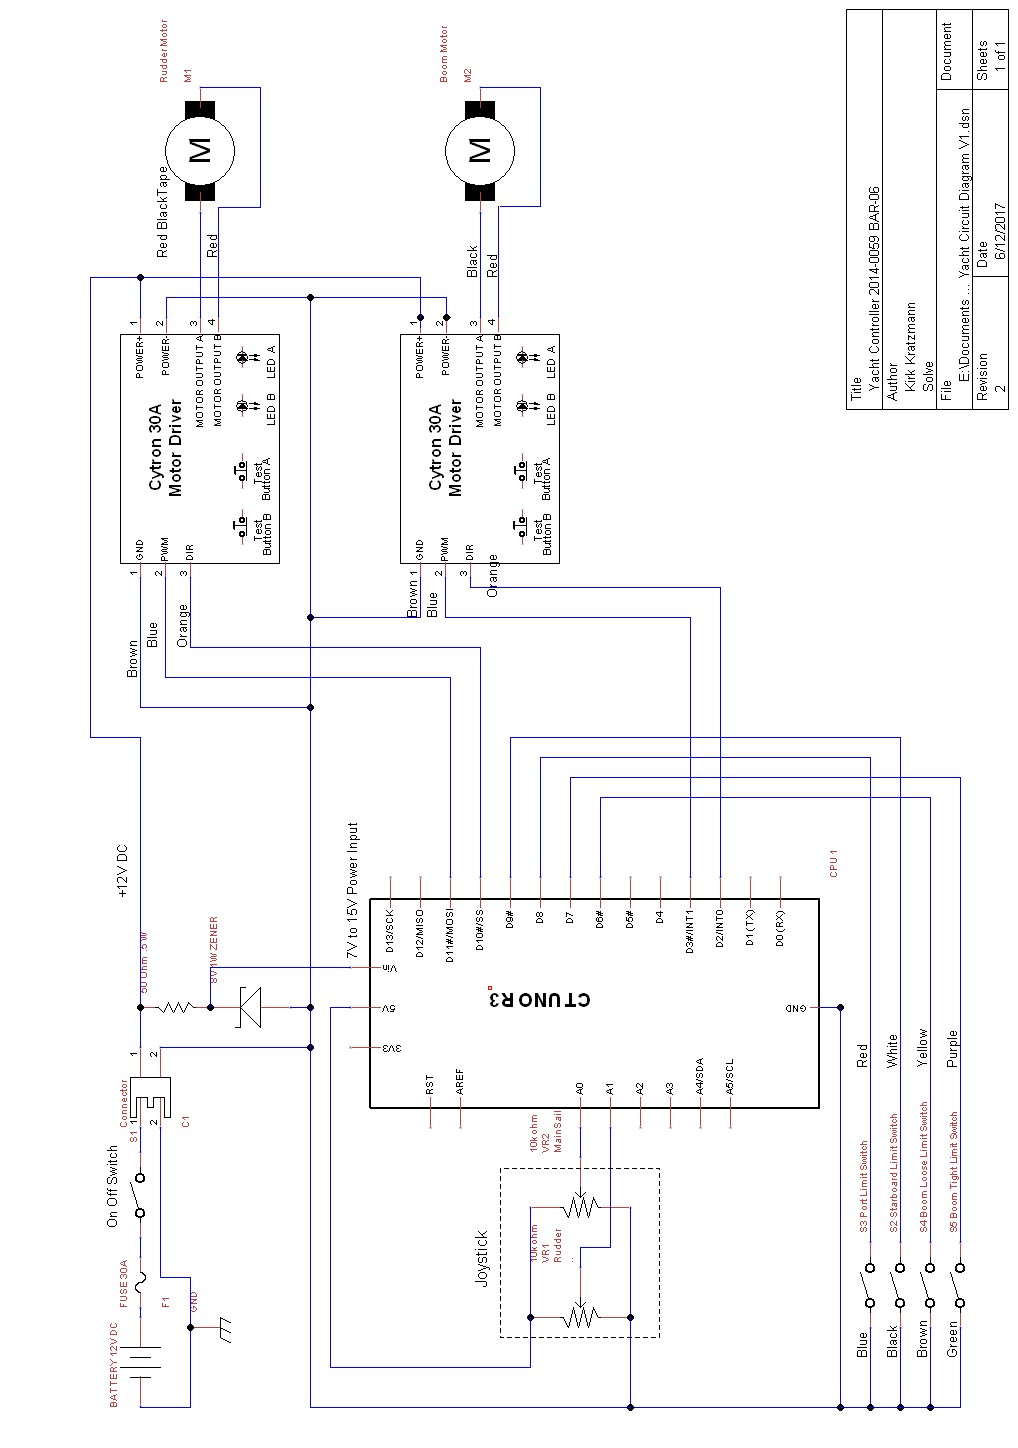 Title
Yacht Controller 2014-0059 BAR-06
Author
Kirk Kratzmann
Solve
File
E:\Documents ... Yacht Circuit Diagram V1.dsn
Document
Revision
2
Date
6/12/2017
Sheets
1 of 1
Rudder Motor
M1
M
Red BlackTape
Red
Boom Motor
M2
M
Black
Red
1
2
3
4
POWER+
POWER-
MOTOR OUTPUT A
MOTOR OUTPUT B
LED A
LED B
Cytron 30A
Motor Driver
Test
Button A
Test
Button B
GND
PWM
DIR
1
2
3
Brown
Blue
Orange
1
2
3
4
POWER+
POWER-
MOTOR OUTPUT A
MOTOR OUTPUT B
LED A
LED B
Cytron 30A
Motor Driver
Test
Button A
Test
Button B
GND
PWM
DIR
1
2
3
Brown
Blue
Orange
+12V DC
50 Ohm .5 W
8V 1W ZENER
7V to 15V Power Input
CPU1
D13/SCK
D12/MISO
D11#/MOSI
D10#/SS
D9#
D8
D7
D6#
D5#
D4
D3#/INT1
D2/INT0
D1(TX)
D0(RX)
Vin
5V
3V3
CT UNO R3
GND
RST
AREF
A0
A1
A2
A3
A4/SDA
A5/SCL
1
2
Connector
1
2
C1
S1
On Off Switch
FUSE 30A
F1
GND
BATTERY 12V DC
10k ohm
VR2
MainSail
Joystick
10k ohm
VR1
Rudder
..
Red
White
Yellow
Purple
S3 Port Limit Switch
S2 Starboard Limit Switch
S4 Boom Loose Limit Switch
S5 Boom Tight Limit Switch
Blue
Black
Brown
Green